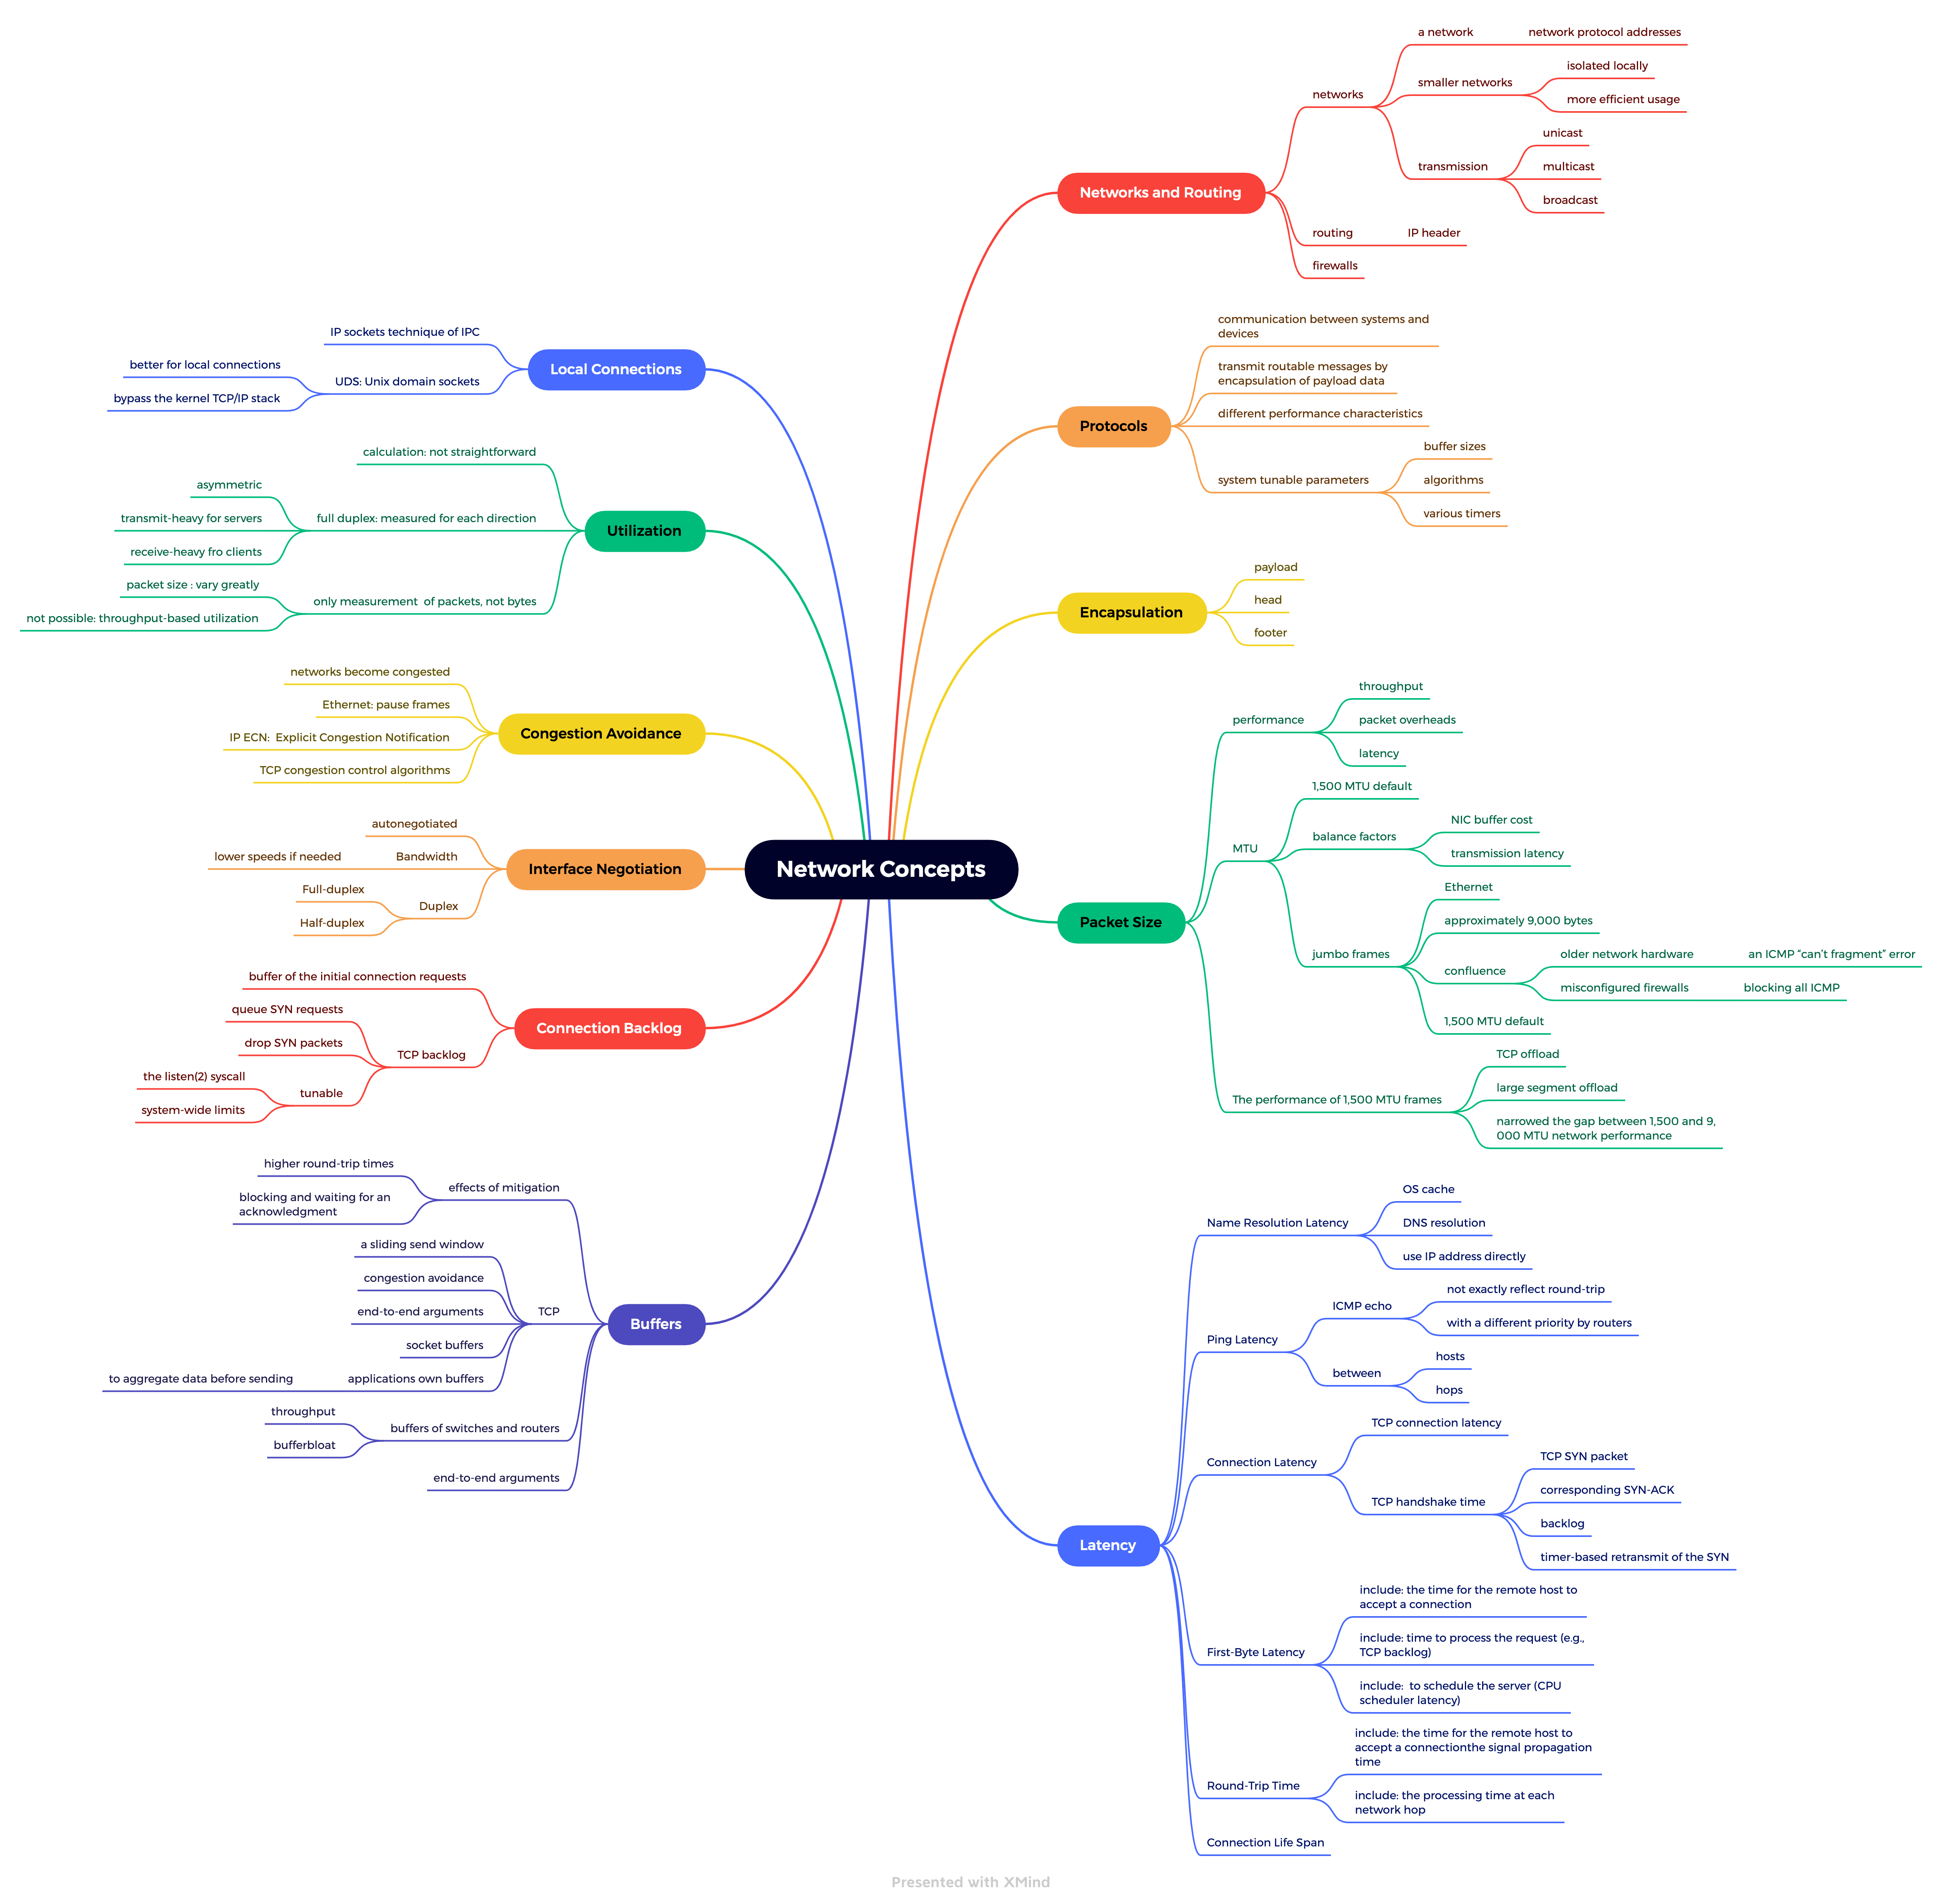 Network Concepts
Networks and Routing
networks
a network
network protocol addresses
smaller networks
isolated locally
more efficient usage
transmission
unicast
multicast
broadcast
routing
IP header
firewalls
Protocols
communication between systems and
devices
transmit routable messages by
encapsulation of payload data
different performance characteristics
system tunable parameters
buffer sizes
algorithms
various timers
Encapsulation
payload
head
footer
Packet Size
performance
throughput
packet overheads
latency
MTU
1,500 MTU default
balance factors
NIC buffer cost
transmission latency
jumbo frames
Ethernet
approximately 9,000 bytes
confluence
older network hardware
an ICMP “can’t fragment” error
misconfigured firewalls
blocking all ICMP
1,500 MTU default
The performance of 1,500 MTU frames
TCP offload
large segment offload
narrowed the gap between 1,500 and 9,
000 MTU network performance
Latency
Name Resolution Latency
OS cache
DNS resolution
use IP address directly
Ping Latency
ICMP echo
not exactly reflect round-trip
with a different priority by routers
between
hosts
hops
Connection Latency
TCP connection latency
TCP handshake time
TCP SYN packet
corresponding SYN-ACK
backlog
timer-based retransmit of the SYN
First-Byte Latency
include: the time for the remote host to
accept a connection
include: time to process the request (e.g.,
TCP backlog)
include:  to schedule the server (CPU
scheduler latency)
Round-Trip Time
include: the time for the remote host to
accept a connectionthe signal propagation
time
include: the processing time at each
network hop
Connection Life Span
Local Connections
IP sockets technique of IPC
UDS: Unix domain sockets
better for local connections
bypass the kernel TCP/IP stack
Utilization
calculation: not straightforward
full duplex: measured for each direction
asymmetric
transmit-heavy for servers
receive-heavy fro clients
only measurement  of packets, not bytes
packet size : vary greatly
not possible: throughput-based utilization
Congestion Avoidance
networks become congested
Ethernet: pause frames
IP ECN:  Explicit Congestion Notification
TCP congestion control algorithms
Interface Negotiation
autonegotiated
Bandwidth
lower speeds if needed
Duplex
Full-duplex
Half-duplex
Connection Backlog
buffer of the initial connection requests
TCP backlog
queue SYN requests
drop SYN packets
tunable
the listen(2) syscall
system-wide limits
Buffers
effects of mitigation
higher round-trip times
blocking and waiting for an
acknowledgment
TCP
a sliding send window
congestion avoidance
end-to-end arguments
socket buffers
applications own buffers
to aggregate data before sending
buffers of switches and routers
throughput
bufferbloat
end-to-end arguments
Presented with XMind